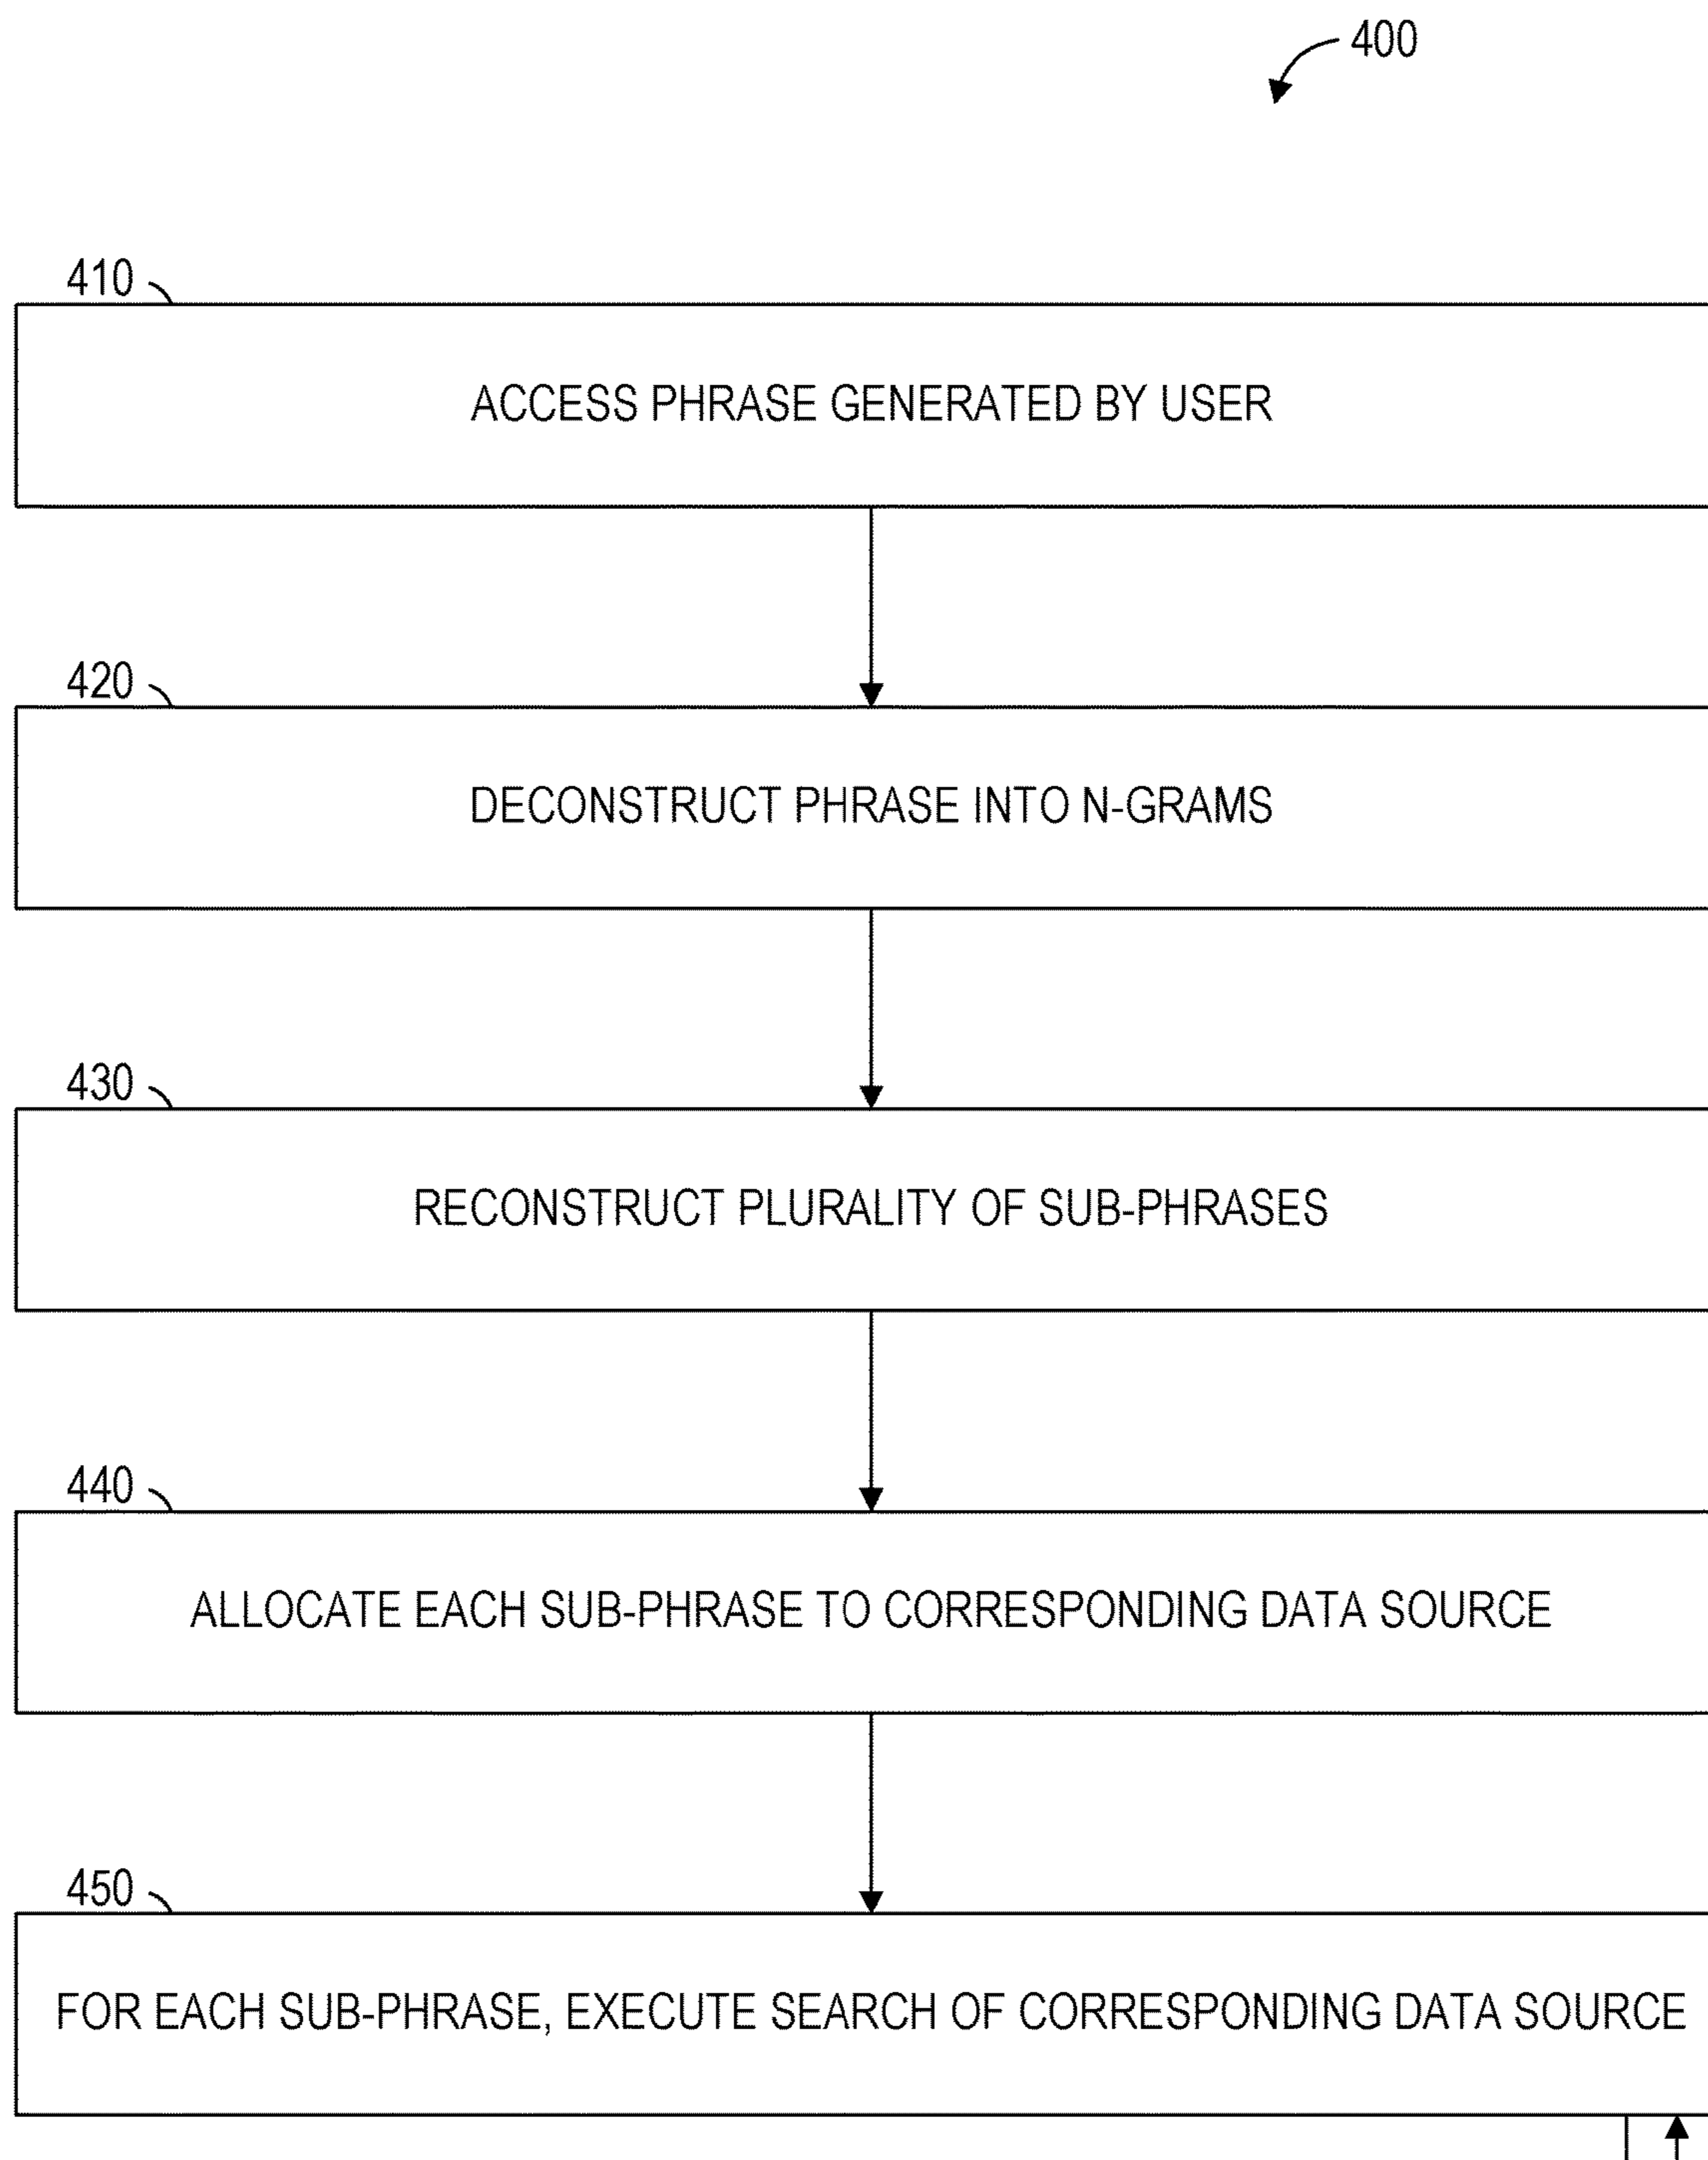 400
410
ACCESS PHRASE GENERATED BY USER
420
DECONSTRUCT PHRASE INTO N-GRAMS
430
RECONSTRUCT PLURALITY OF SUB-PHRASES
440
ALLOCATE EACH SUB-PHRASE TO CORRESPONDING DATA SOURCE
450
FOR EACH SUB-PHRASE, EXECUTE SEARCH OF CORRESPONDING DATA SOURCE